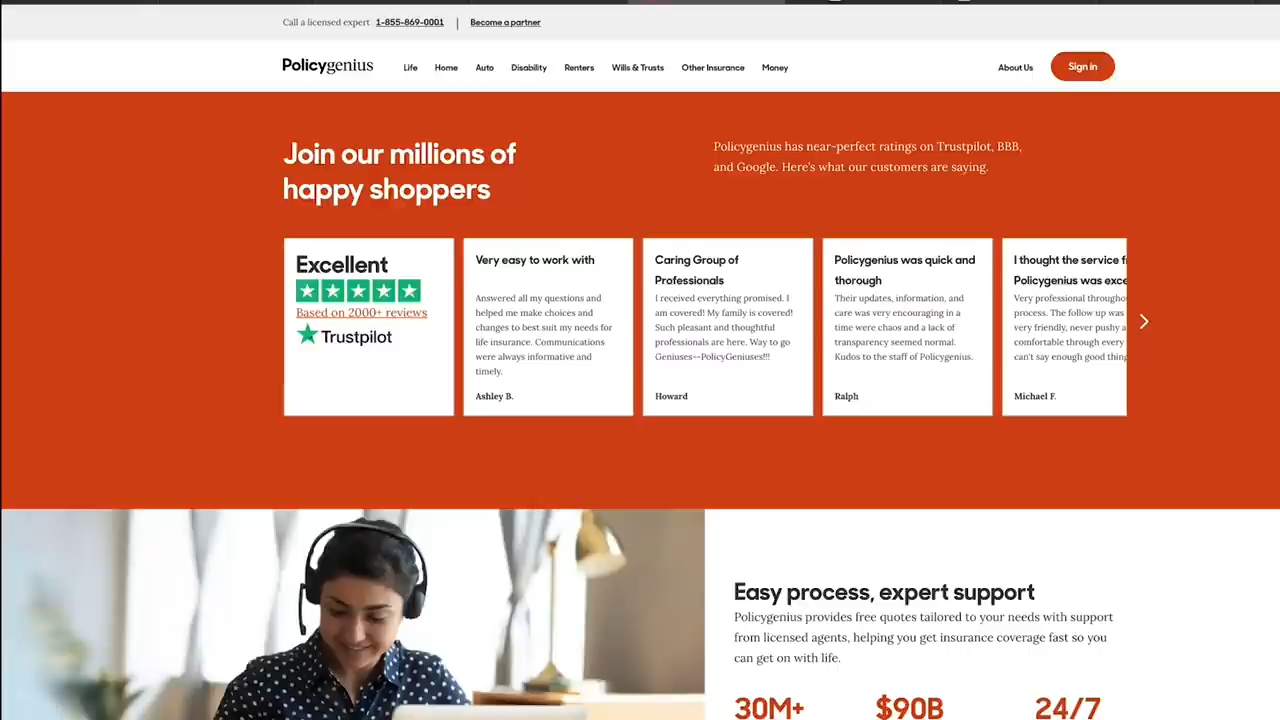 Call a licensed expert 1-855-869-0001 | Become a partner
Policygenius Life Home Auto Disability Renters Wills & Trusts Other Insurance Money About Us Sign in
Join our millions of
happy shoppers
Policygenius has near-perfect ratings on Trustpilot, BBB,
and Google. Here's what our customers are saying.
Excellent
Based on 2000+ reviews
Trustpilot
Very easy to work with
Answered all my questions and
helped me make choices and
changes to best suit my needs for
life insurance. Communications
were always informative and
timely.
Ashley B.
Caring Group of
Professionals
I received everything promised. I
am covered! My family is covered!
Such pleasant and thoughtful
professionals are here. Way to go
Geniuses--PolicyGeniuses!!!
Howard
Policygenius was quick and
thorough
Their updates, information, and
care was very encouraging in a
time were chaos and a lack of
transparency seemed normal.
Kudos to the staff of Policygenius.
Ralph
I thought the service
Policygenius was
Very professional
process. The follow up was
very friendly, never pushy a
comfortable through every
can't say enough good
Michael F.
Easy process, expert support
Policygenius provides free quotes tailored to your needs with support
from licensed agents, helping you get insurance coverage fast so you
can get on with life.
30M+ $90B 24/7